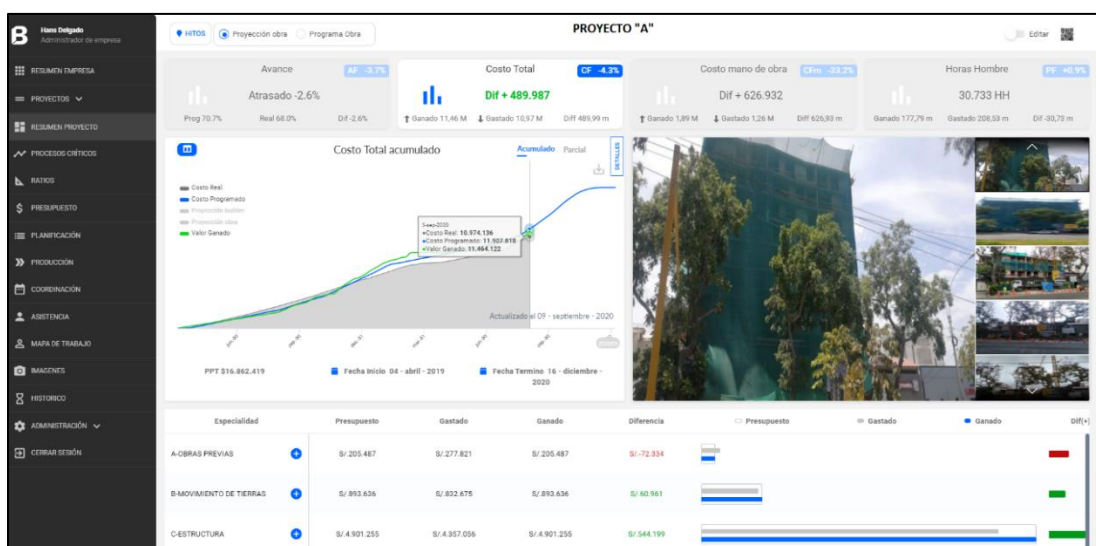 B
Hans Delgado
Administrador de empresa
RESUMEN EMPRESA
PROYECTOS
RESUMEN PROYECTO
PROCESOS CRÍTICOS
RATIOS
PRESUPUESTO
PLANIFICACIÓN
PRODUCCIÓN
COORDINACIÓN
ASISTENCIA
MAPA DE TRABAJO
IMAGENES
HISTORICO
ADMINISTRACIÓN
CERRAR SESIÓN
HITOS Proyección obra Programa Obra
PROYECTO "A"
Editar
Avance AF -3.7%
Atrasado -2.6%
Prog 70.7% Real 68.0% Dif -2.6%
Costo Total CF -4.3%
Dif + 489.987
Ganado 11,46 M Gastado 10,97 M Diff 489,99 m
Costo mano de obra CFm -33.2%
Dif + 626.932
Ganado 1,89 M Gastado 1,26 M Diff 626,93 m
Horas Hombre PF +0.9%
30.733 HH
Ganado 177,79 m Gastado 208,53 m Dif -30,73 m
Costo Total acumulado
Acumulado Parcial
DETALLES
Costo Real
Costo Programado
Proyección obra
Valor Ganado
5-sep-2020
Costo Real: 10.974.136
Costo Programado: 11.907.818
Valor Ganado: 11.464.122
Actualizado el 09 - septiembre - 2020
PPT $16.862.419
Fecha Inicio 04 - abril - 2019
Fecha Termino 16 - diciembre -
2020
Especialidad Presupuesto Gastado Ganado Diferencia Presupuesto Gastado Ganado Dif(+)
A-OBRAS PREVIAS S/.205.487 S/.277.821 S/.205.487 S/.-72.334
B-MOVIMIENTO DE TIERRAS S/.893.636 S/.832.675 S/.893.636 S/.60.961
C-ESTRUCTURA S/.4.901.255 S/.4.357.056 S/.4.901.255 S/.544.199